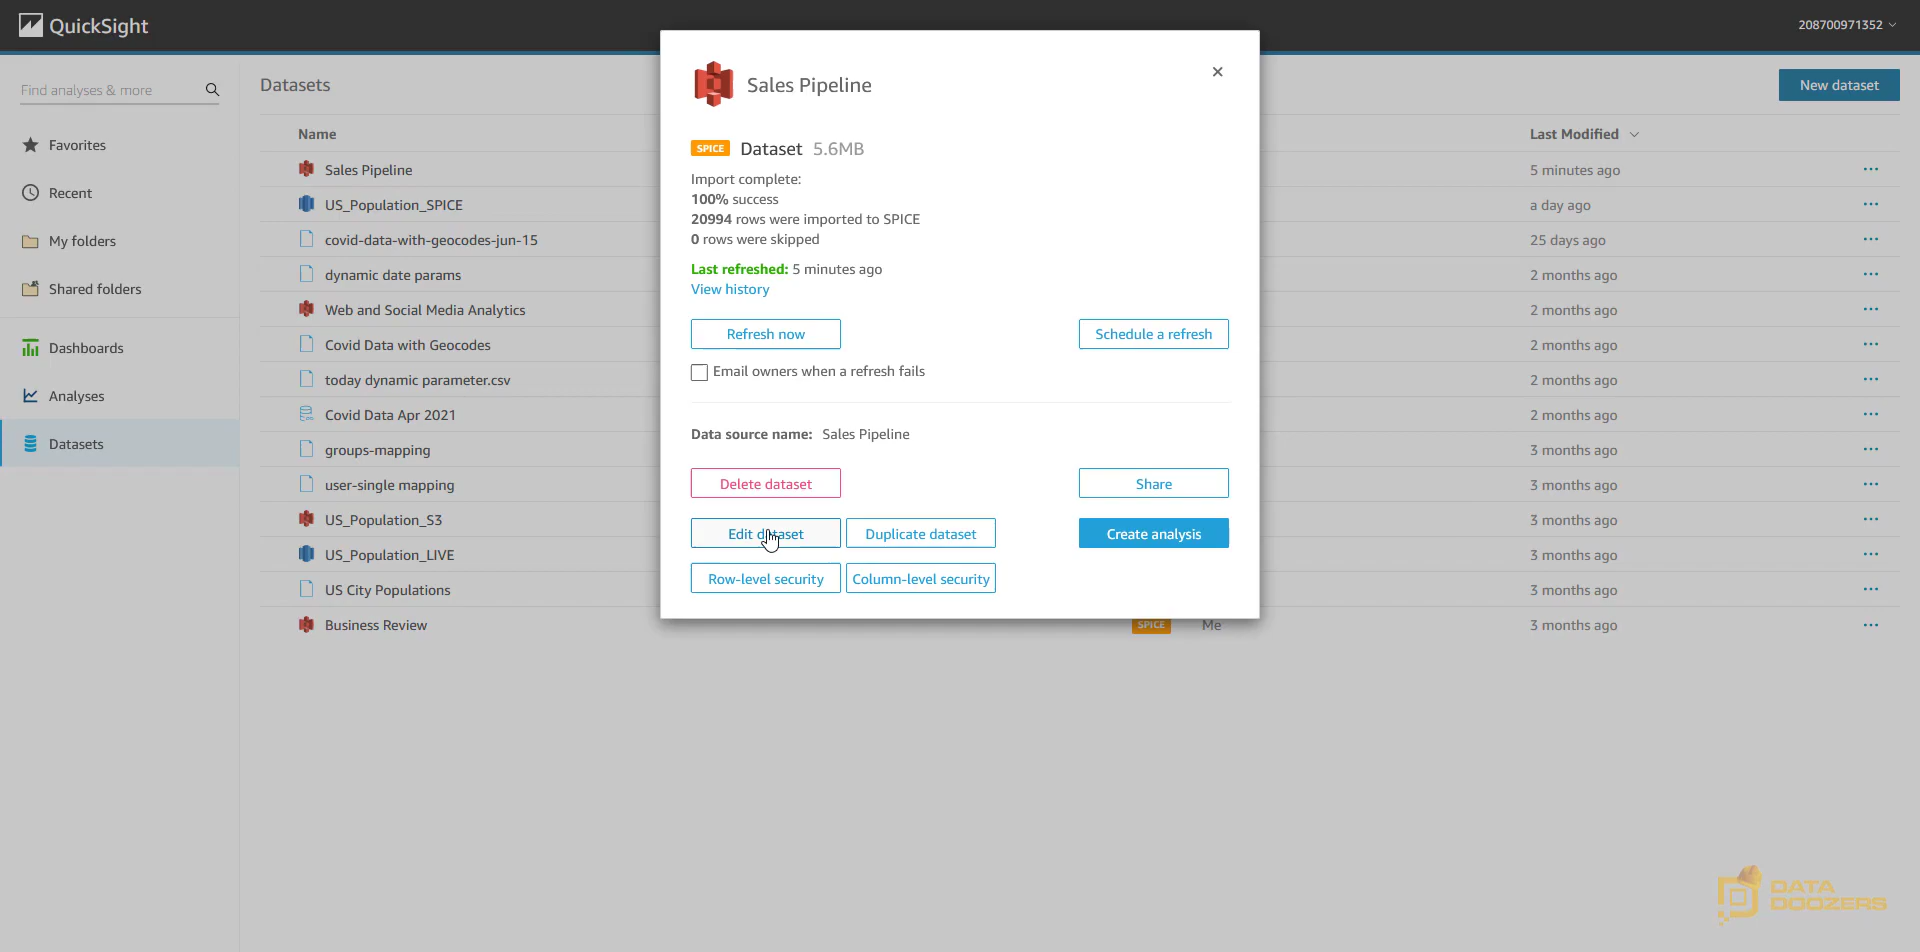 QuickSight
208700971352
Find analyses & more
Favorites
Recent
My folders
Shared folders
Dashboards
Analyses
Datasets
Datasets
New dataset
Name
Last Modified
Sales Pipeline
5 minutes ago
US_Population_SPICE
a day ago
covid-data-with-geocodes-jun-15
25 days ago
dynamic date params
2 months ago
Web and Social Media Analytics
2 months ago
Covid Data with Geocodes
2 months ago
today dynamic parameter.csv
2 months ago
Covid Data Apr 2021
2 months ago
groups-mapping
3 months ago
user-single mapping
3 months ago
US_Population_S3
3 months ago
US_Population_LIVE
3 months ago
US City Populations
3 months ago
Business Review
SPICE
Me
3 months ago
Sales Pipeline
SPICE Dataset 5.6MB
Import complete:
100% success
20994 rows were imported to SPICE
0 rows were skipped
Last refreshed: 5 minutes ago
View history
Refresh now
Schedule a refresh
Email owners when a refresh fails
Data source name: Sales Pipeline
Delete dataset
Share
Edit dataset
Duplicate dataset
Create analysis
Row-level security
Column-level security
DATA
DOOZERS